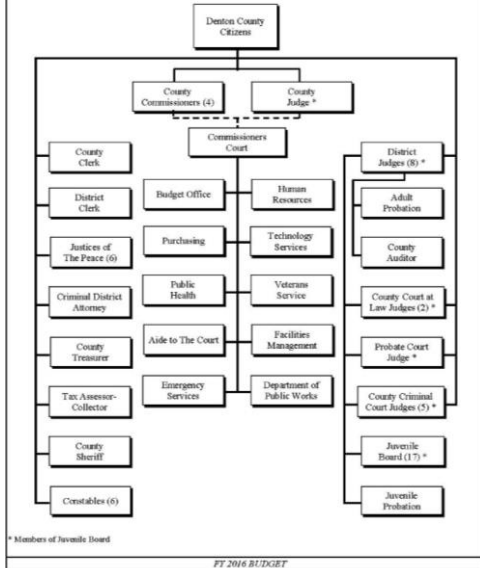 Denton County
Citizens
County
Commissioners (4)
County
Judge *
Commissioners
Court
County
Clerk
District
Clerk
Justices of
The Peace (6)
Criminal District
Attorney
County
Treasurer
Tax Assessor-
Collector
County
Sheriff
Constables (6)
Budget Office
Human
Resources
Purchasing
Technology
Services
Public
Health
Veterans
Service
Aide to The Court
Facilities
Management
Emergency
Services
Department of
Public Works
District
Judges (8) *
Adult
Probation
County
Auditor
County Court at
Law Judges (2) *
Probate Court
Judge *
County Criminal
Court Judges (5) *
Juvenile
Board (17) *
Juvenile
Probation
* Members of Juvenile Board
FY 2016 BUDGET